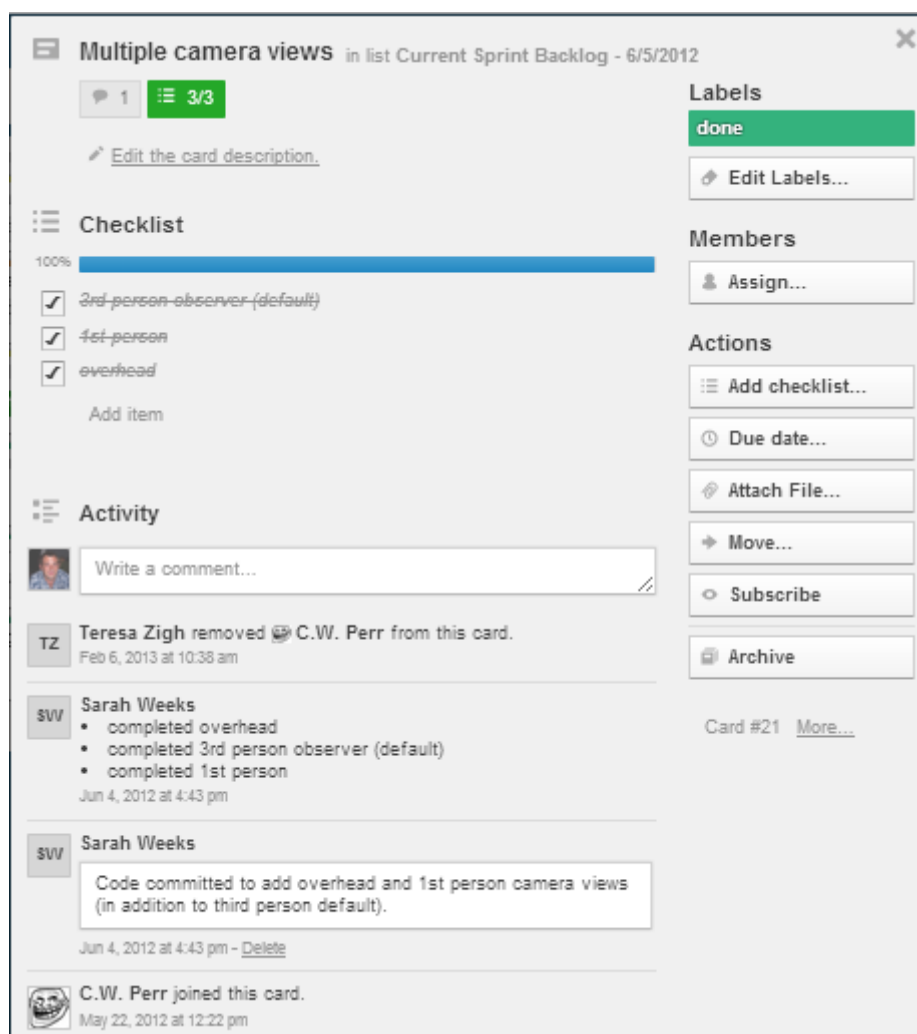 Multiple camera views in list Current Sprint Backlog - 6/5/2012
1 3/3
Edit the card description.
Checklist
100%
3rd person observer (default)
1st person
overhead
Add item
Activity
Write a comment...
TZ
Teresa Zigh removed C.W. Perr from this card.
Feb 6, 2013 at 10:38 am
SW
Sarah Weeks
• completed overhead
• completed 3rd person observer (default)
• completed 1st person
Jun 4, 2012 at 4:43 pm
SW
Sarah Weeks
Code committed to add overhead and 1st person camera views
(in addition to third person default).
Jun 4, 2012 at 4:43 pm - Delete
C.W. Perr joined this card.
May 22, 2012 at 12:22 pm
Labels
done
Edit Labels...
Members
Assign...
Actions
Add checklist...
Due date...
Attach File...
Move...
Subscribe
Archive
Card #21 More...